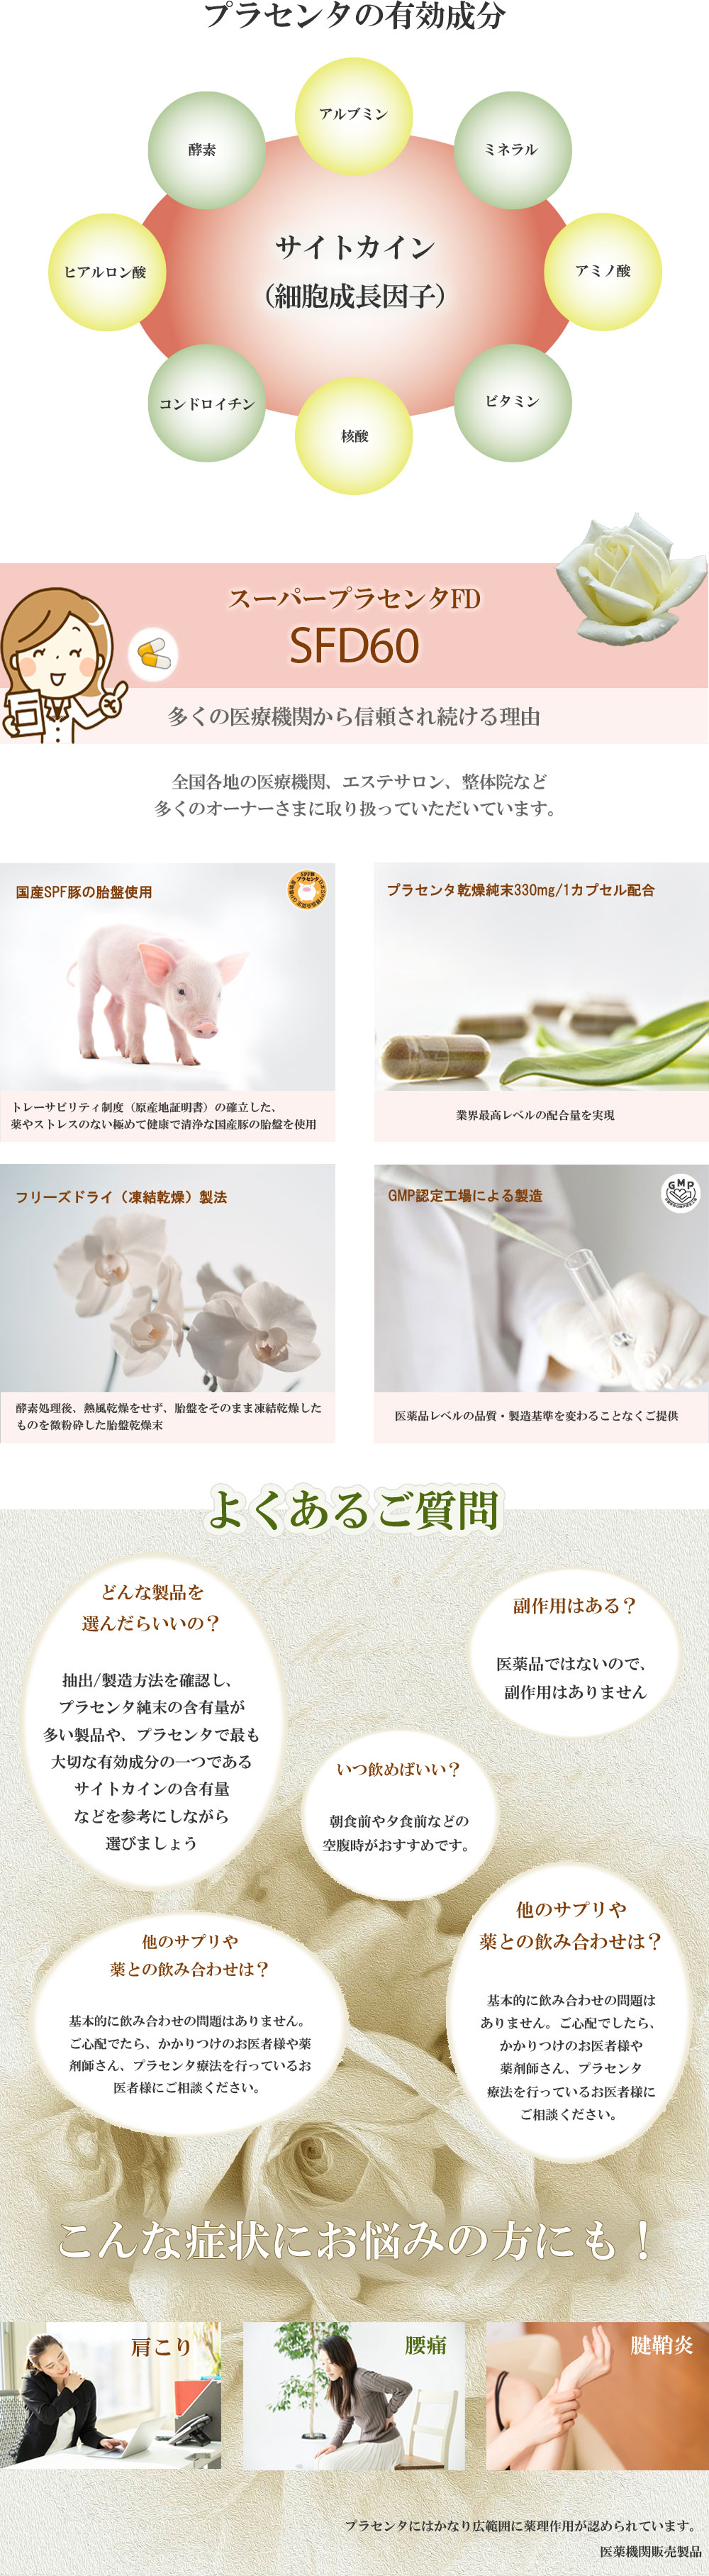 プラセンタの有効成分
アルブミン
酵素
ミネラル
ヒアルロン酸
サイトカイン
（細胞成長因子）
アミノ酸
コンドロイチン
ビタミン
核酸
スーパープラセンタFD
SFD60
多くの医療機関から信頼され続ける理由
全国各地の医療機関、エステサロン、整体院など
多くのオーナーさまに取り扱っていただいています。
国産SPF豚の胎盤使用
トレーサビリティ制度（原産地証明書）の確立した、
薬やストレスのない極めて健康で清浄な国産豚の胎盤を使用
プラセンタ乾燥純末330mg/1カプセル配合
業界最高レベルの配合量を実現
フリーズドライ（凍結乾燥）製法
酵素処理後、熱風乾燥をせず、胎盤をそのまま凍結乾燥した
ものを微粉砕した胎盤乾燥末
GMP認定工場による製造
GMP
医薬品レベルの品質・製造基準を変わることなくご提供
よくあるご質問
どんな製品を
選んだらいいの？
抽出/製造方法を確認し、
プラセンタ純末の含有量が
多い製品や、プラセンタで最も
大切な有効成分の一つである
サイトカインの含有量
などを参考にしながら
選びましょう
副作用はある？
医薬品ではないので、
副作用はありません
いつ飲めばいい？
朝食前や夕食前などの
空腹時がおすすめです。
他のサプリや
薬との飲み合わせは？
基本的に飲み合わせの問題はありません。
ご心配でたら、かかりつけのお医者様や薬
剤師さん、プラセンタ療法を行っているお
医者様にご相談ください。
他のサプリや
薬との飲み合わせは？
基本的に飲み合わせの問題は
ありません。ご心配でしたら、
かかりつけのお医者様や
薬剤師さん、プラセンタ
療法を行っているお医者様に
ご相談ください。
こんな症状にお悩みの方にも！
肩こり
腰痛
腱鞘炎
プラセンタにはかなり広範囲に薬理作用が認められています。
医薬機関販売製品